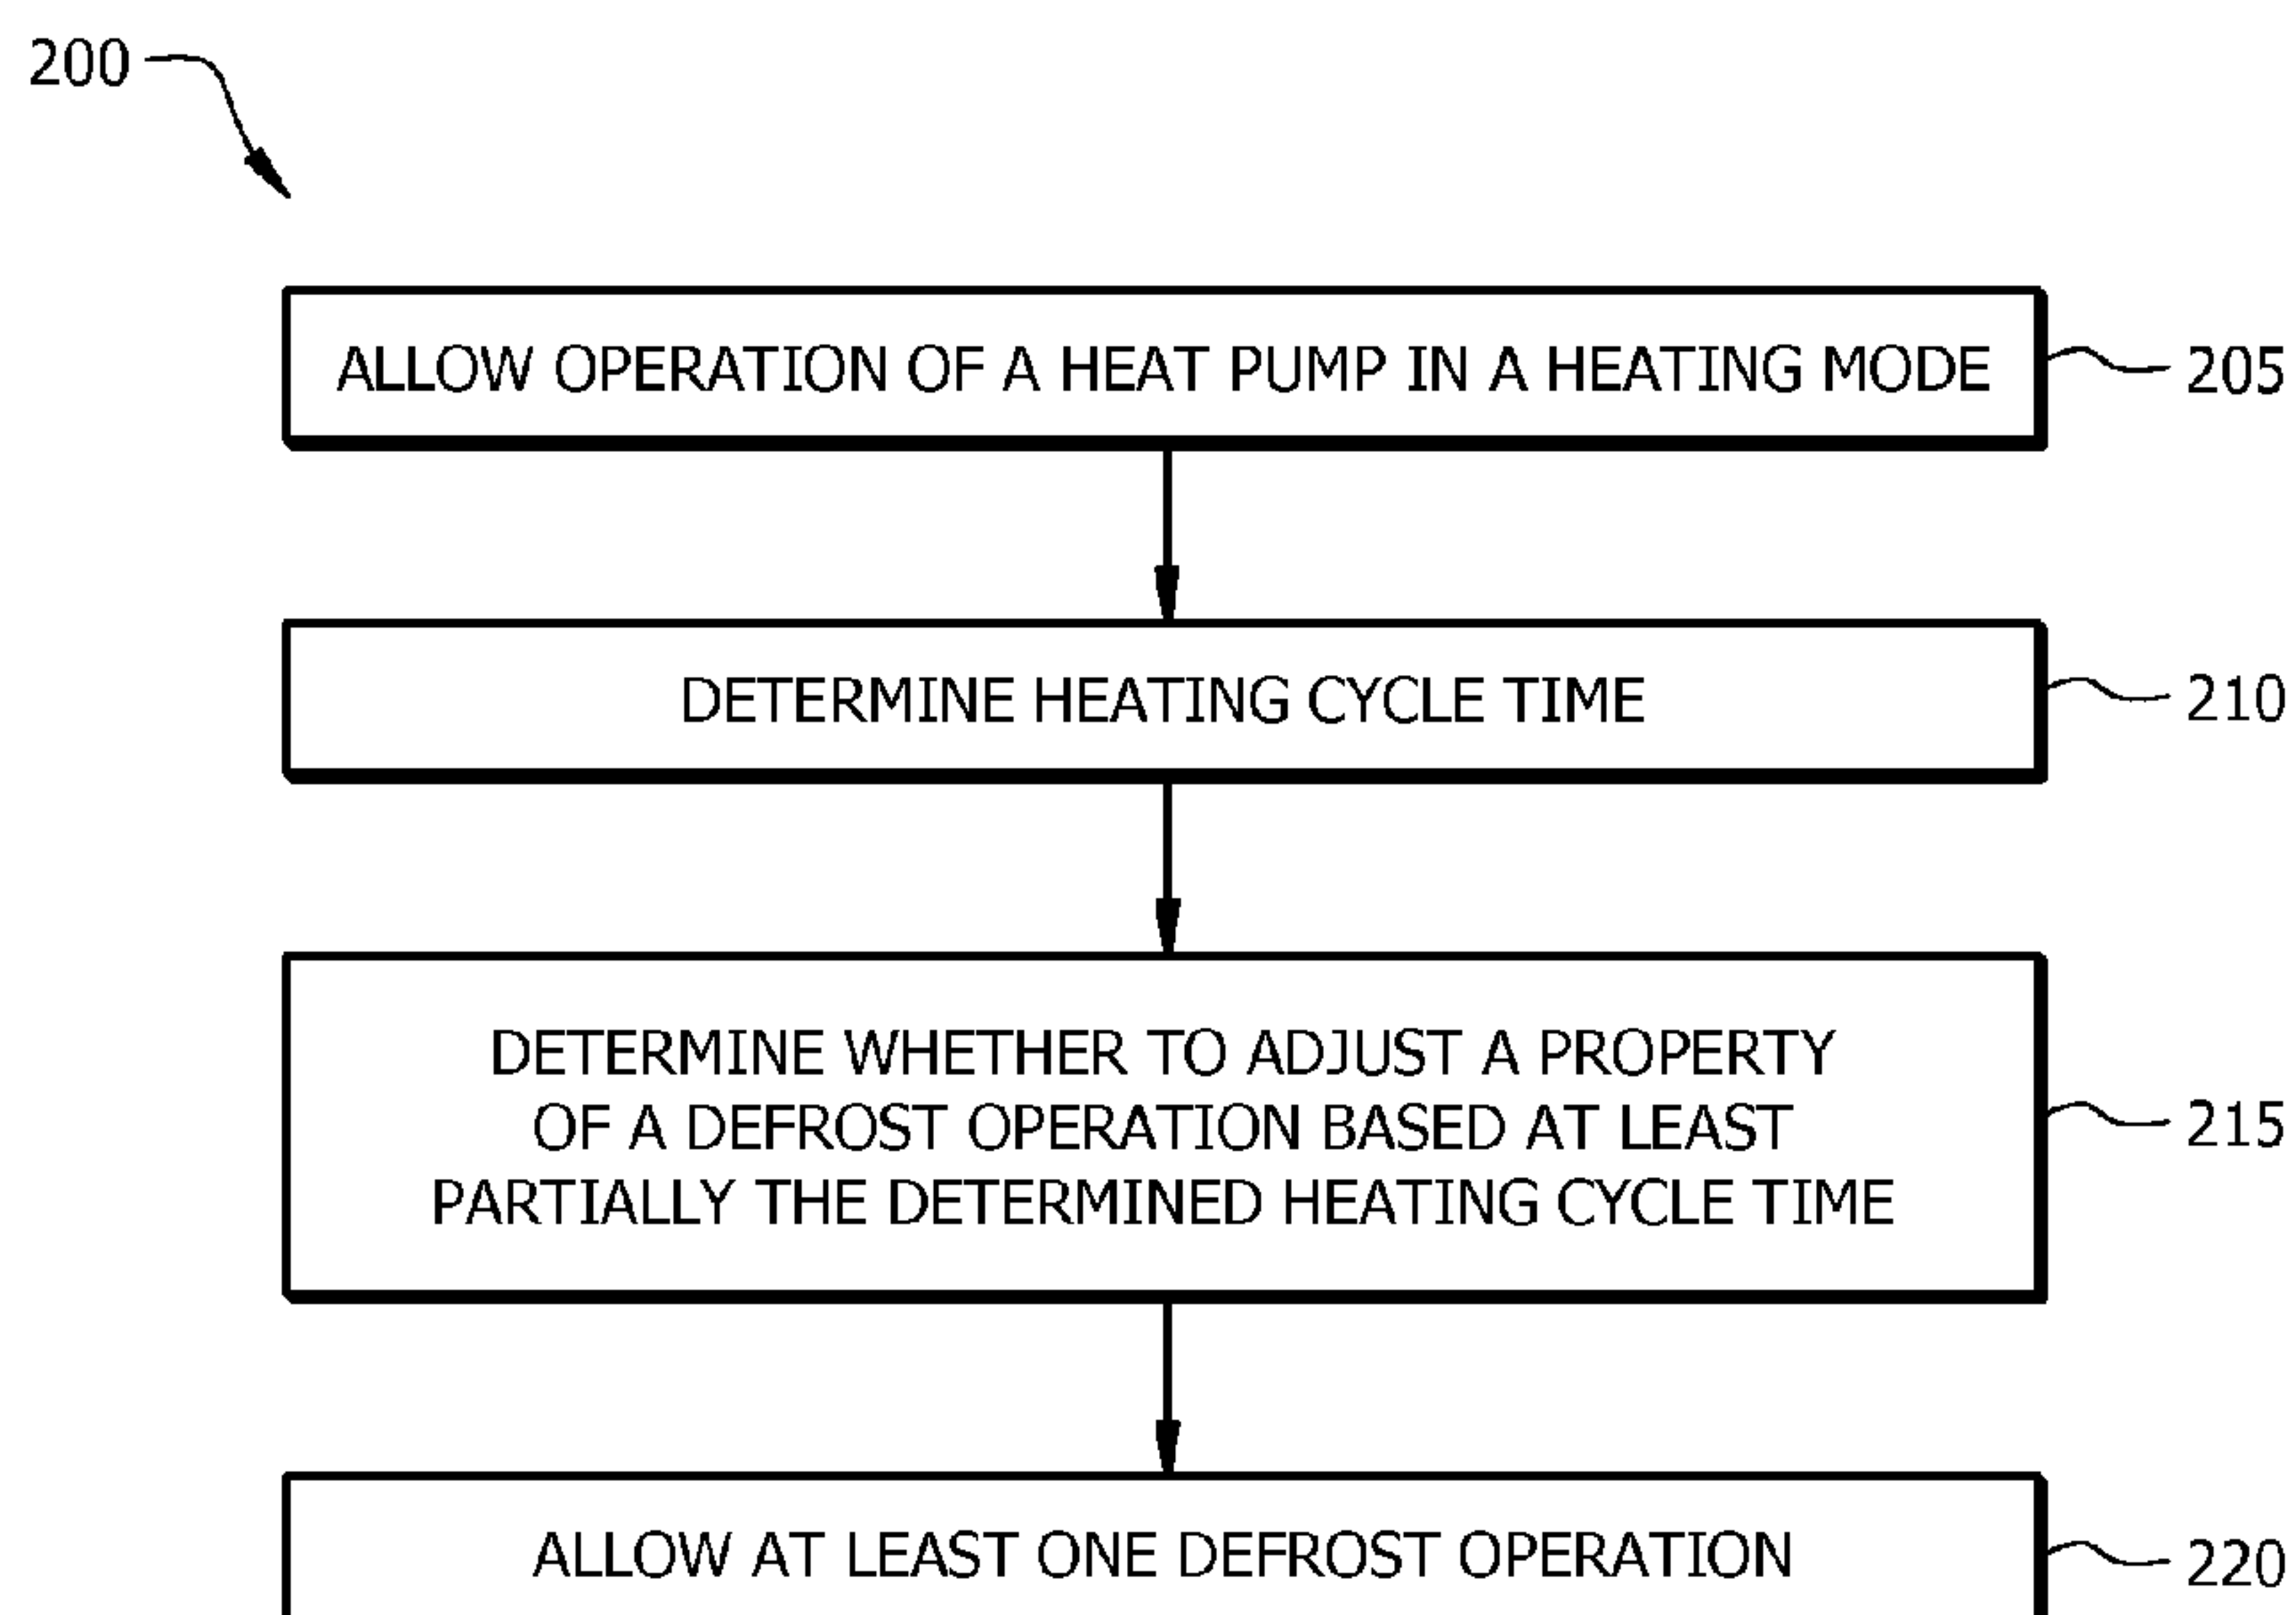 200
ALLOW OPERATION OF A HEAT PUMP IN A HEATING MODE
205
DETERMINE HEATING CYCLE TIME
210
DETERMINE WHETHER TO ADJUST A PROPERTY
OF A DEFROST OPERATION BASED AT LEAST
PARTIALLY THE DETERMINED HEATING CYCLE TIME
215
ALLOW AT LEAST ONE DEFROST OPERATION
220